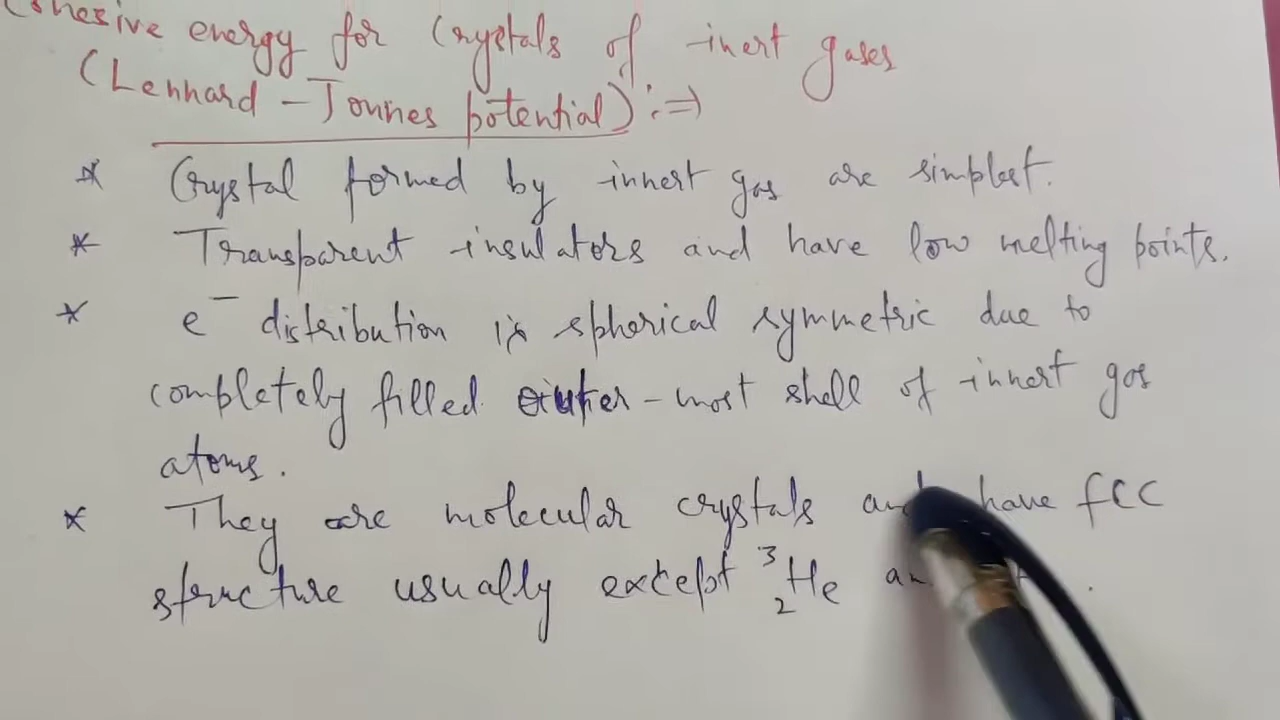 Cohesive energy for Crystals of inert gases
(Lennard - Jonnes potential) :⇒
* Crystal formed by innert gas are simplest.
* Transparent insulators and have low melting points.
* e⁻ distribution is spherical symmetric due to
completely filled outer-most shell of innert gas
atoms.
* They are molecular crystals and have fCC
structure usually except ³₂He